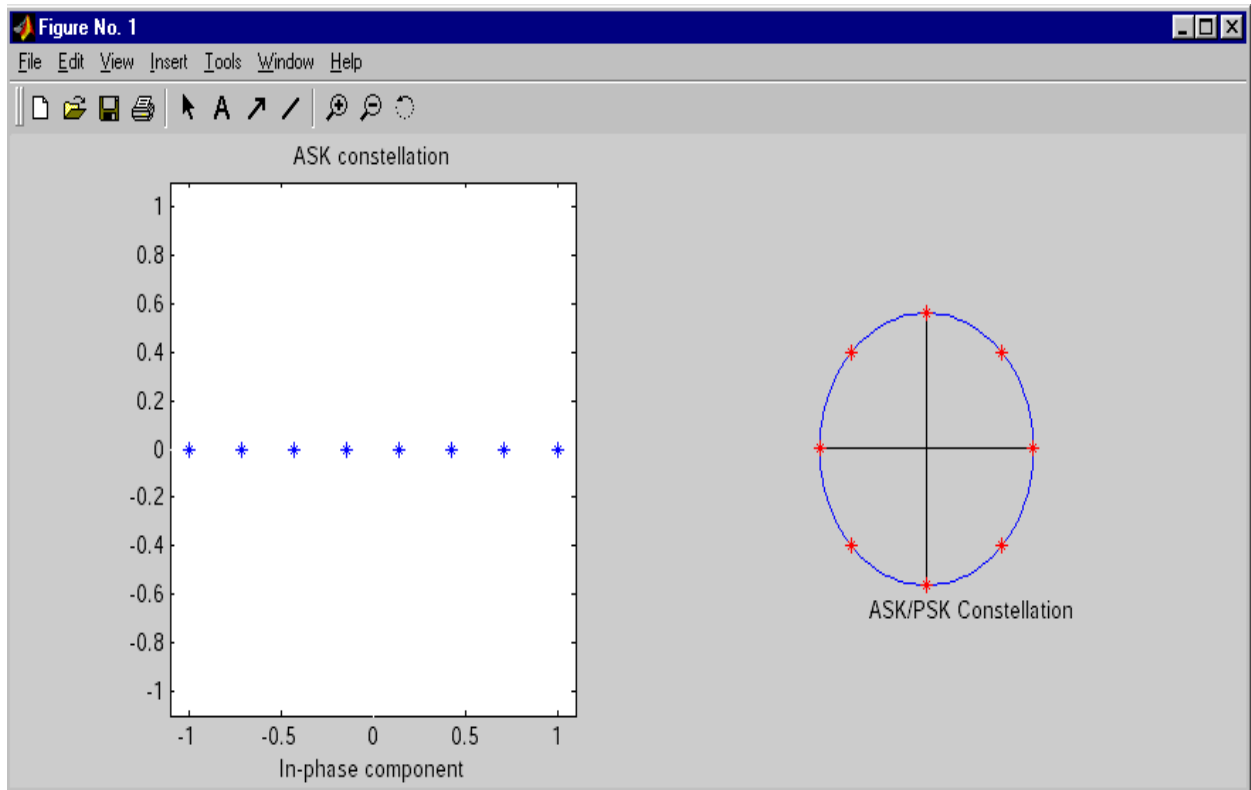 Figure No. 1
File Edit View Insert Tools Window Help
A
ASK constellation
1
0.8
0.6
0.4
0.2
0
-0.2
-0.4
-0.6
-0.8
-1
-1 -0.5 0 0.5 1
In-phase component
ASK/PSK Constellation